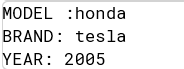 MODEL :honda
BRAND: tesla
YEAR: 2005